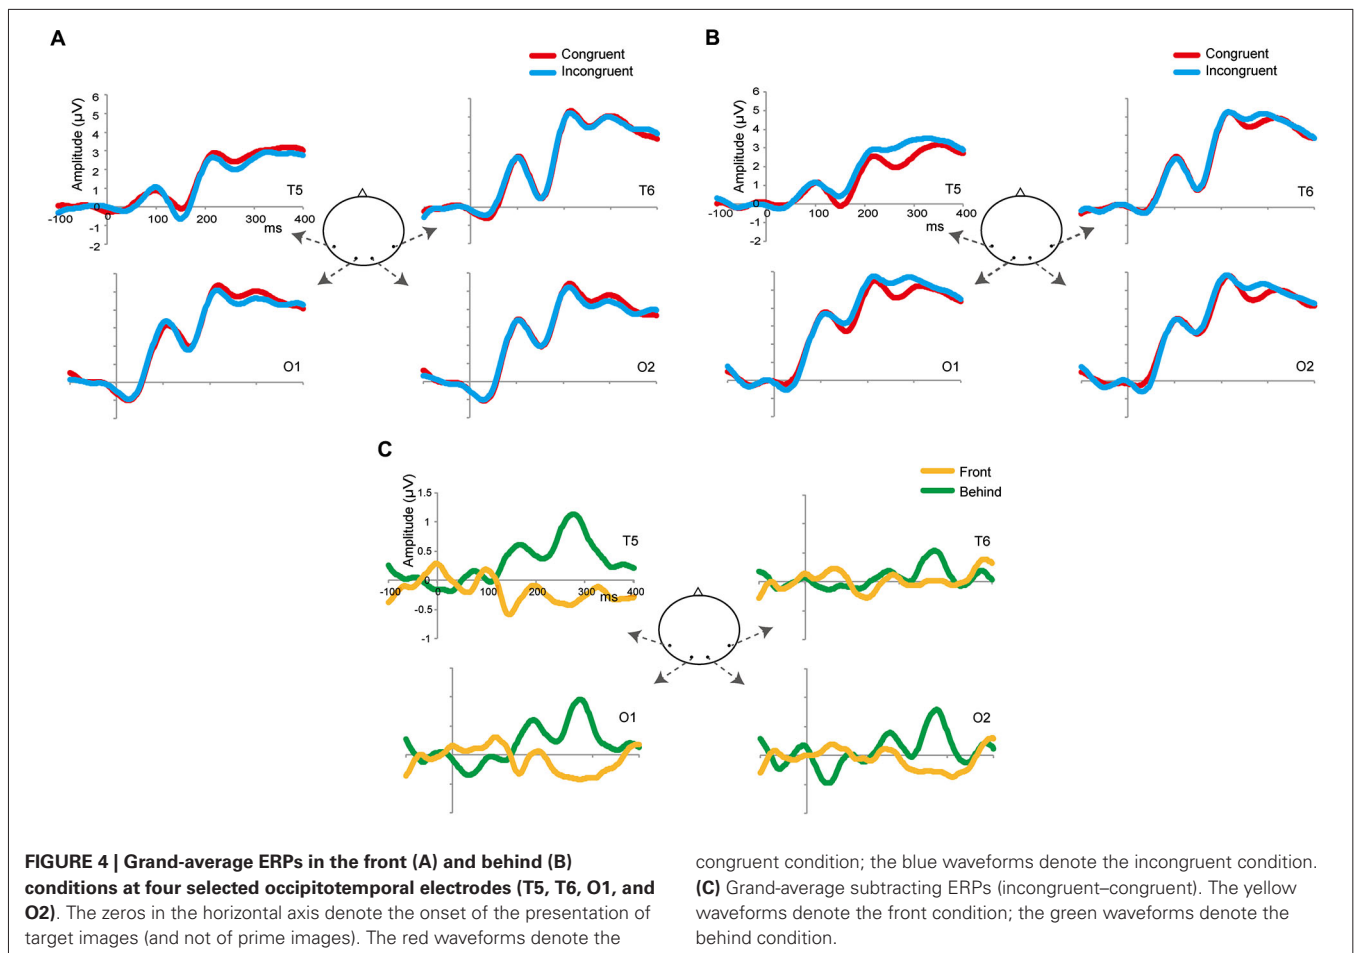 A
Congruent
Incongruent
Amplitude (µV)
6
5
4
3
2
1
0
-1
-2
-100
0
100
200
300
400
ms
T5
T6
O1
O2
B
Congruent
Incongruent
Amplitude (µV)
6
5
4
3
2
1
0
-1
-2
-100
0
100
200
300
400
ms
T5
T6
O1
O2
C
Front
Behind
Amplitude (µV)
1.5
1
0.5
0
-0.5
-1
-100
0
100
200
300
400
ms
T5
T6
O1
O2
FIGURE 4 | Grand-average ERPs in the front (A) and behind (B)
conditions at four selected occipitotemporal electrodes (T5, T6, O1, and
O2). The zeros in the horizontal axis denote the onset of the presentation of
target images (and not of prime images). The red waveforms denote the
congruent condition; the blue waveforms denote the incongruent condition.
(C) Grand-average subtracting ERPs (incongruent–congruent). The yellow
waveforms denote the front condition; the green waveforms denote the
behind condition.